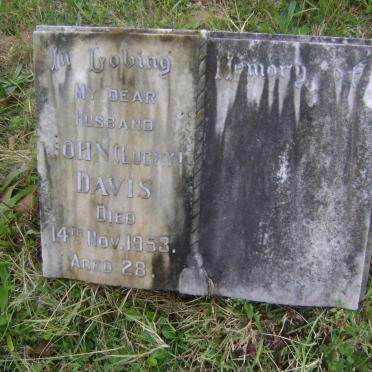 In Loving Memory of
MY DEAR
HUSBAND
JOHN (LUCKY)
DAVIS
DIED
14TH NOV. 1953.
AGED 28